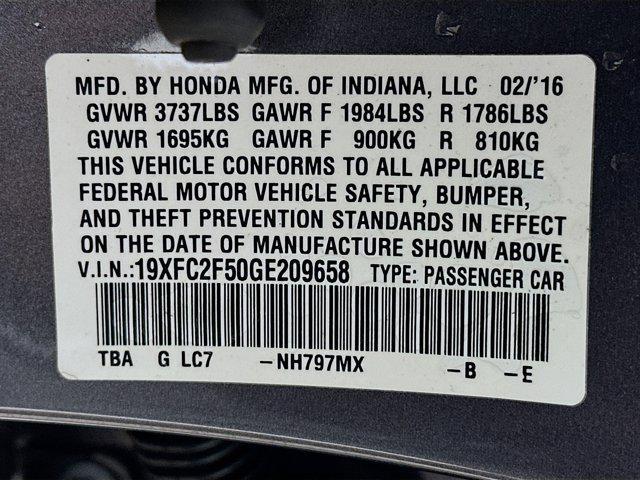 MFD. BY HONDA MFG. OF INDIANA, LLC 02/'16
GVWR 3737LBS GAWR F 1984LBS R 1786LBS
GVWR 1695KG GAWR F 900KG R 810KG
THIS VEHICLE CONFORMS TO ALL APPLICABLE
FEDERAL MOTOR VEHICLE SAFETY, BUMPER,
AND THEFT PREVENTION STANDARDS IN EFFECT
ON THE DATE OF MANUFACTURE SHOWN ABOVE.
V.I.N.:19XFC2F50GE209658 TYPE: PASSENGER CAR
TBA G LC7 -NH797MX -B -E